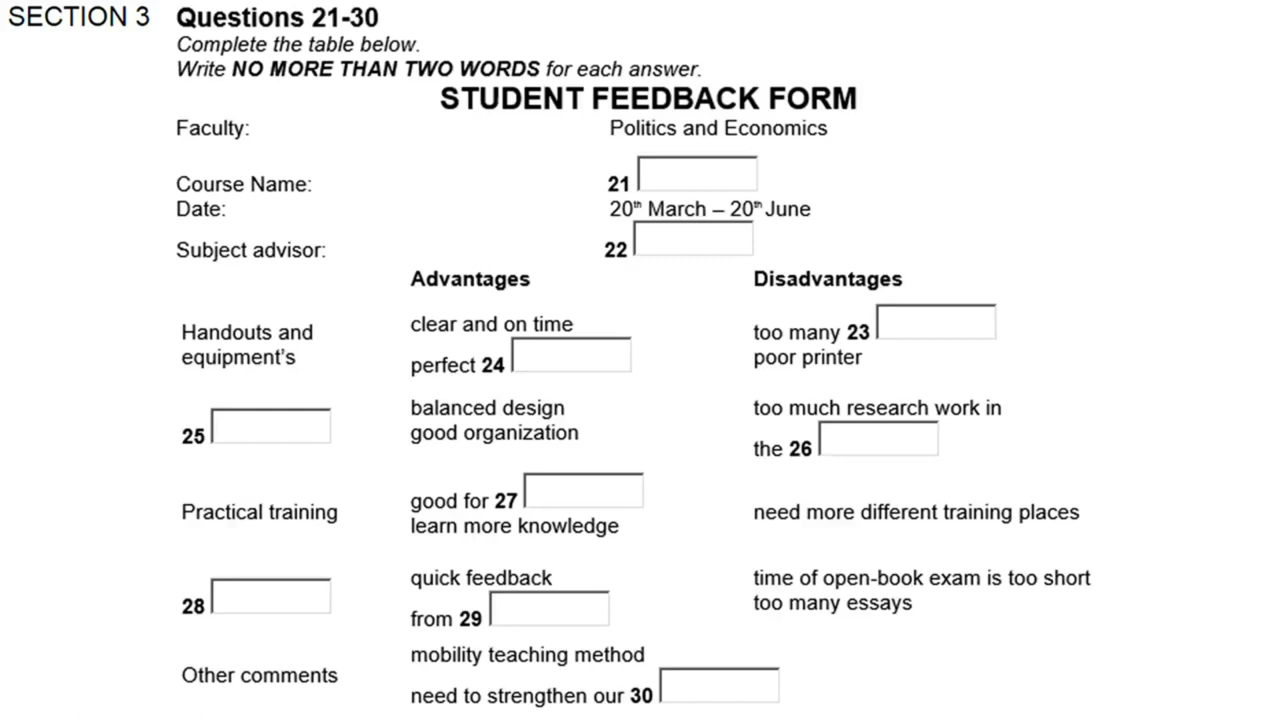 SECTION 3 Questions 21-30
Complete the table below.
Write NO MORE THAN TWO WORDS for each answer.
STUDENT FEEDBACK FORM
Faculty: Politics and Economics
Course Name: 21
Date: 20th March – 20th June
Subject advisor: 22
Advantages Disadvantages
Handouts and equipment's
clear and on time
perfect 24
too many 23
poor printer
25
balanced design
good organization
too much research work in
the 26
Practical training
good for 27
learn more knowledge
need more different training places
28
quick feedback
from 29
time of open-book exam is too short
too many essays
Other comments
mobility teaching method
need to strengthen our 30